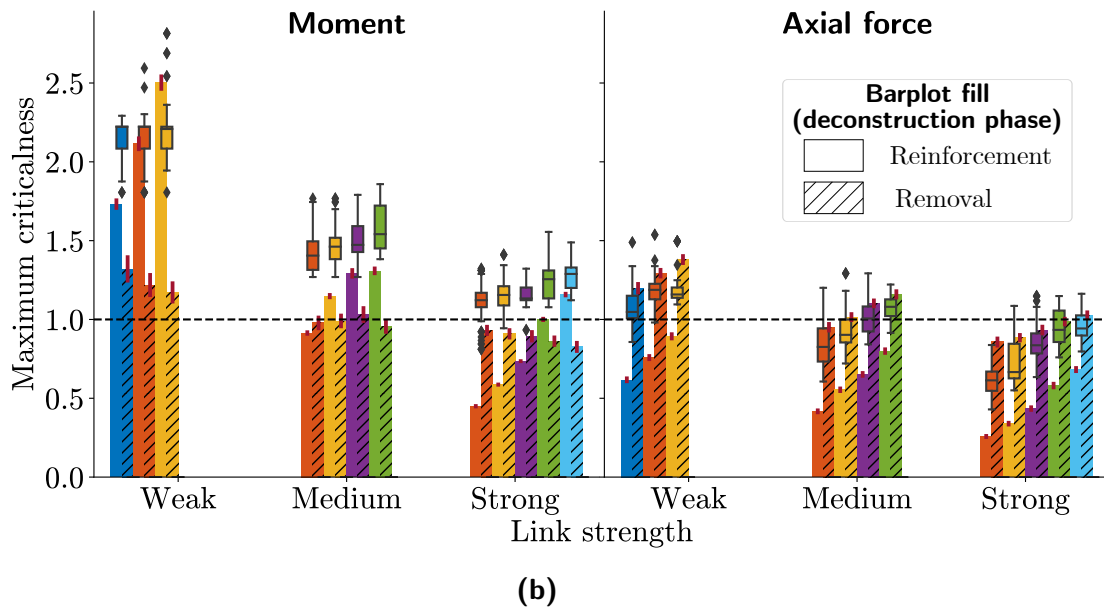 Moment
Axial force
Maximum criticalness
2.5
2.0
1.5
1.0
0.5
0.0
Barplot fill
(deconstruction phase)
Reinforcement
Removal
Weak
Medium
Strong
Weak
Medium
Strong
Link strength
(b)